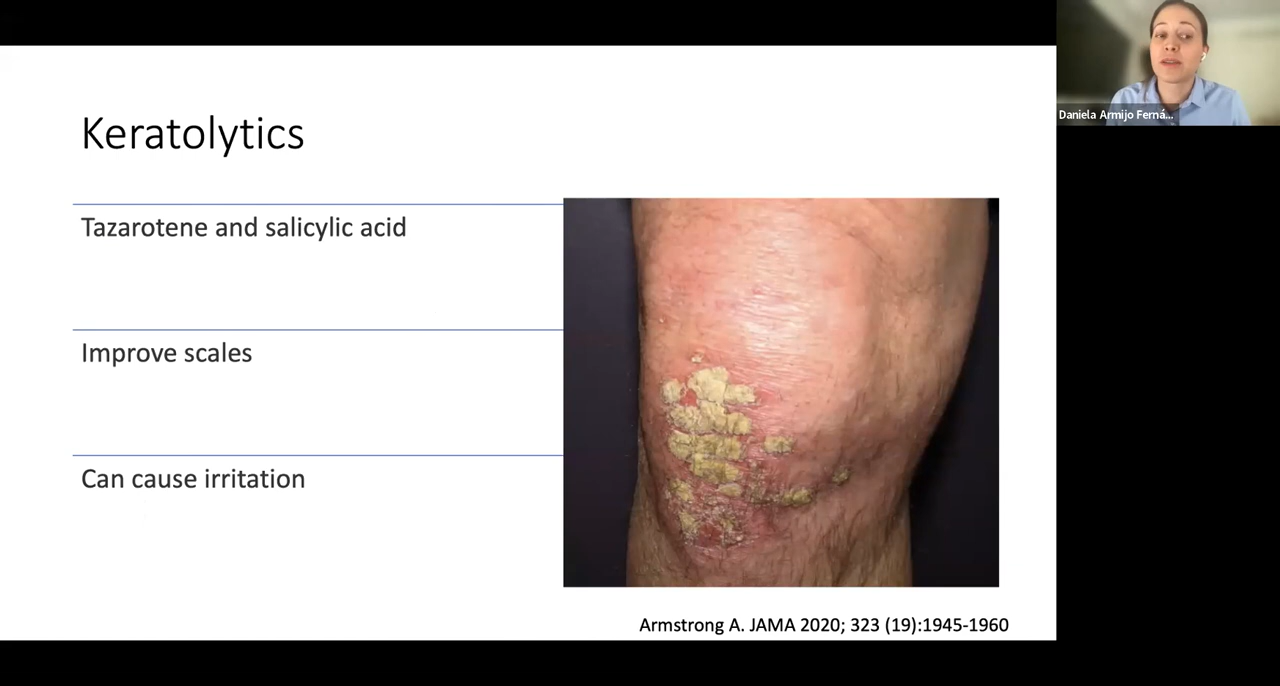 Keratolytics
Tazarotene and salicylic acid
Improve scales
Can cause irritation
Armstrong A. JAMA 2020; 323 (19):1945-1960
Daniela Armijo Ferná...